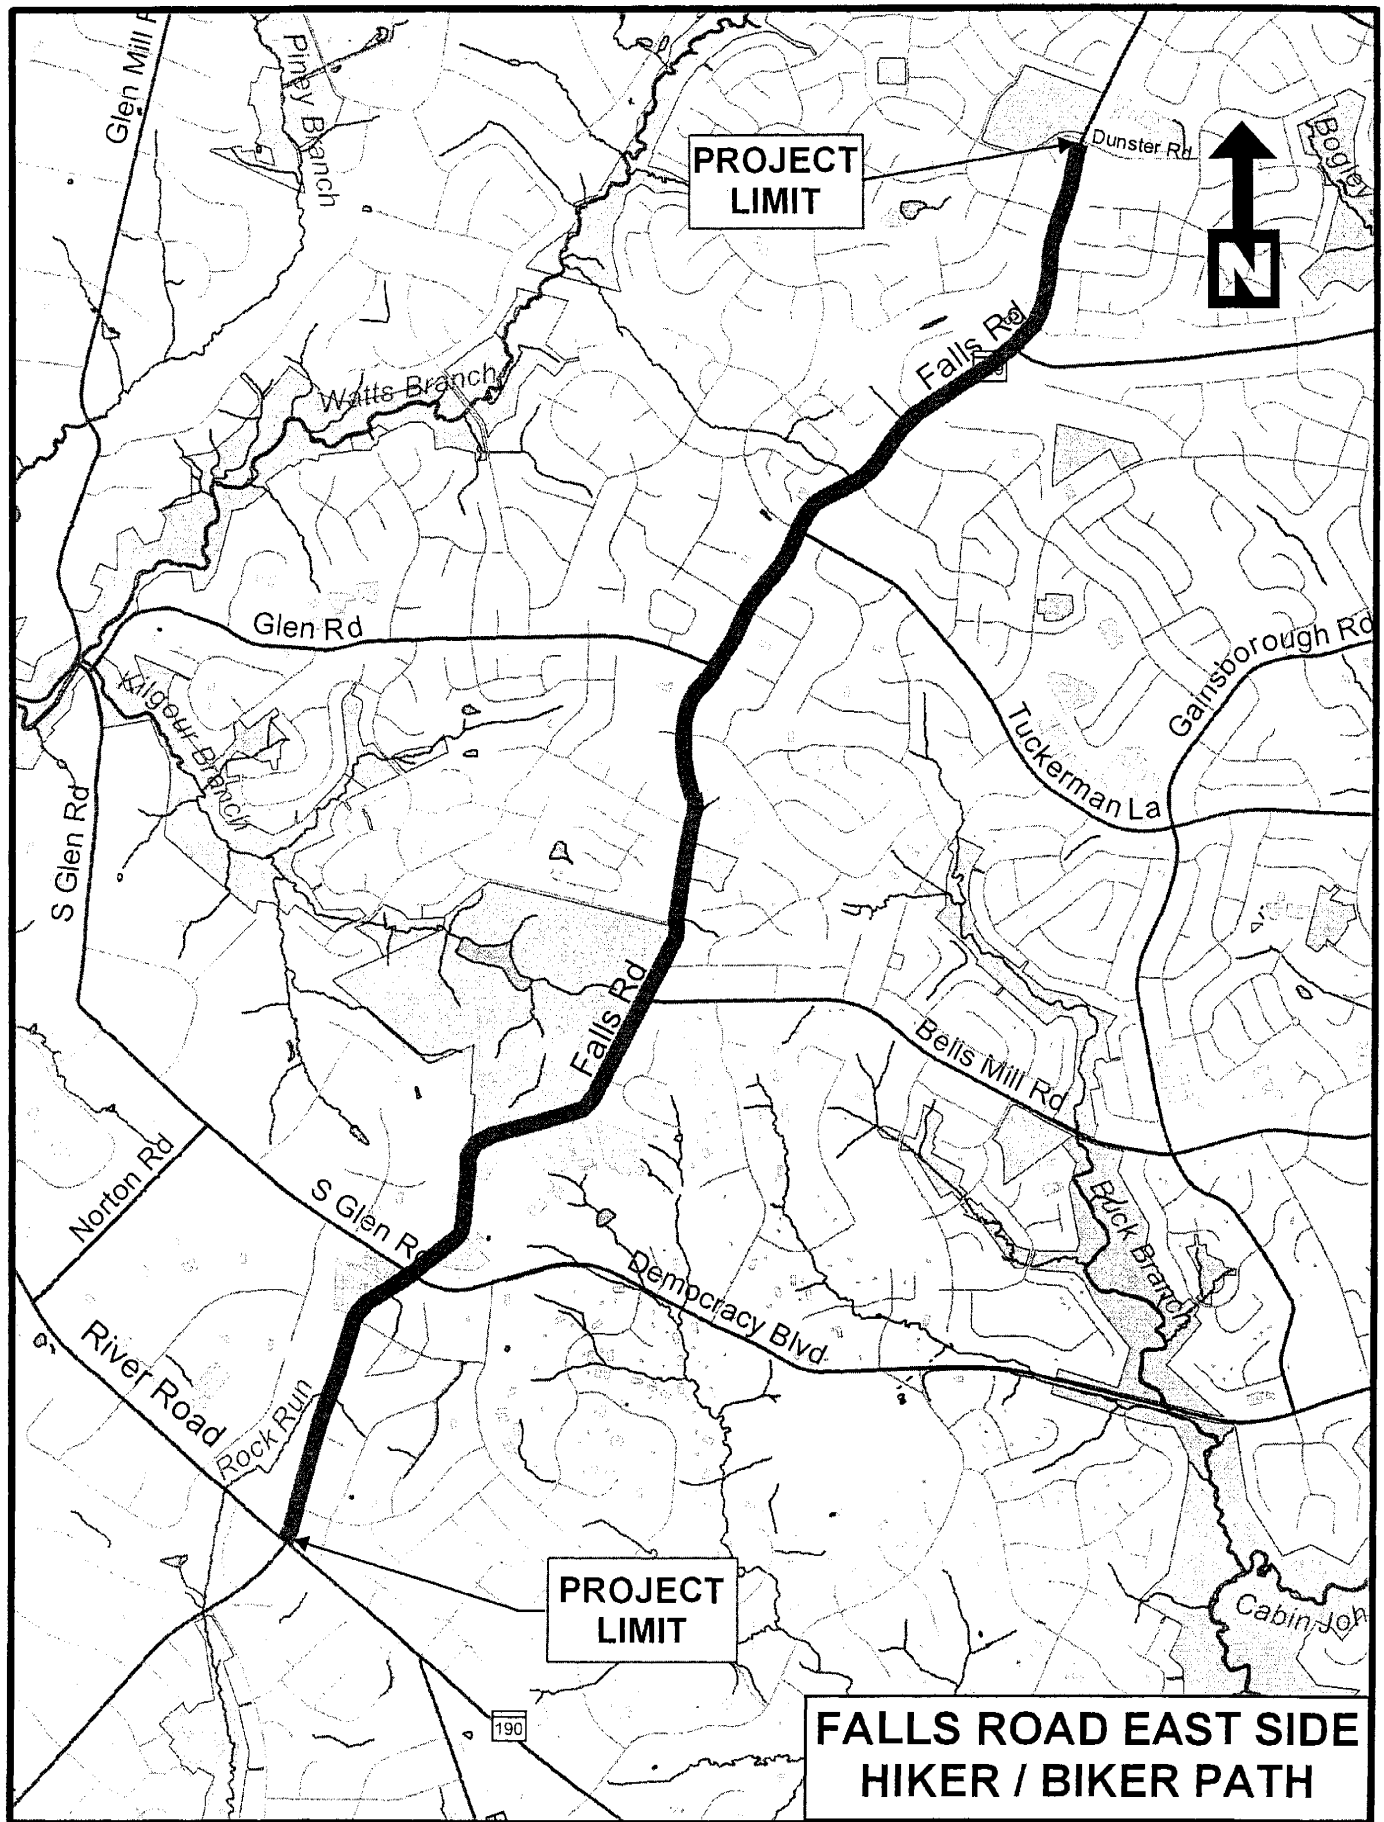 Glen Mill
Piney Branch
PROJECT
LIMIT
Dunster Rd
Bogley
N
Falls Rd
Watts Branch
Glen Rd
Gainsborough Rd
Kilgour Branch
Tuckerman La
S Glen Rd
Falls Rd
Bells Mill Rd
Norton Rd
S Glen Rd
Buck Branch
Democracy Blvd
River Road
Rock Run
PROJECT
LIMIT
Cabin Joh
190
FALLS ROAD EAST SIDE
HIKER / BIKER PATH